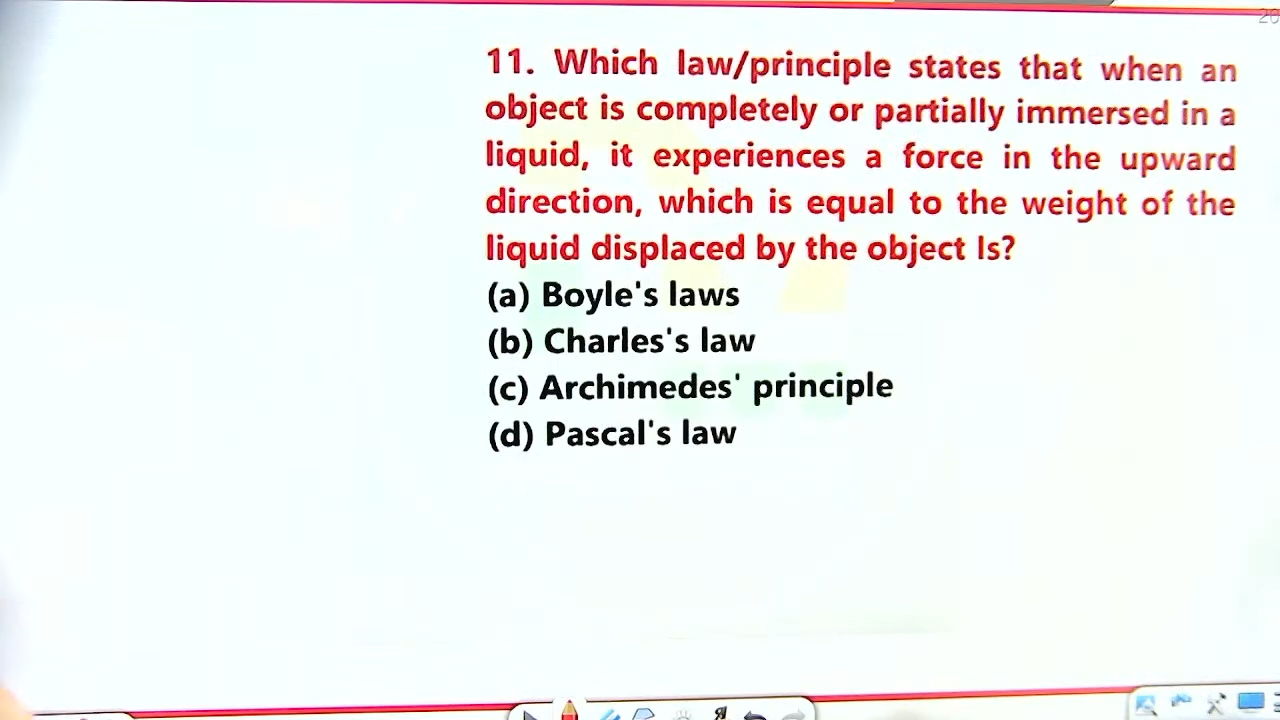 20
11. Which law/principle states that when an
object is completely or partially immersed in a
liquid, it experiences a force in the upward
direction, which is equal to the weight of the
liquid displaced by the object Is?
(a) Boyle's laws
(b) Charles's law
(c) Archimedes' principle
(d) Pascal's law